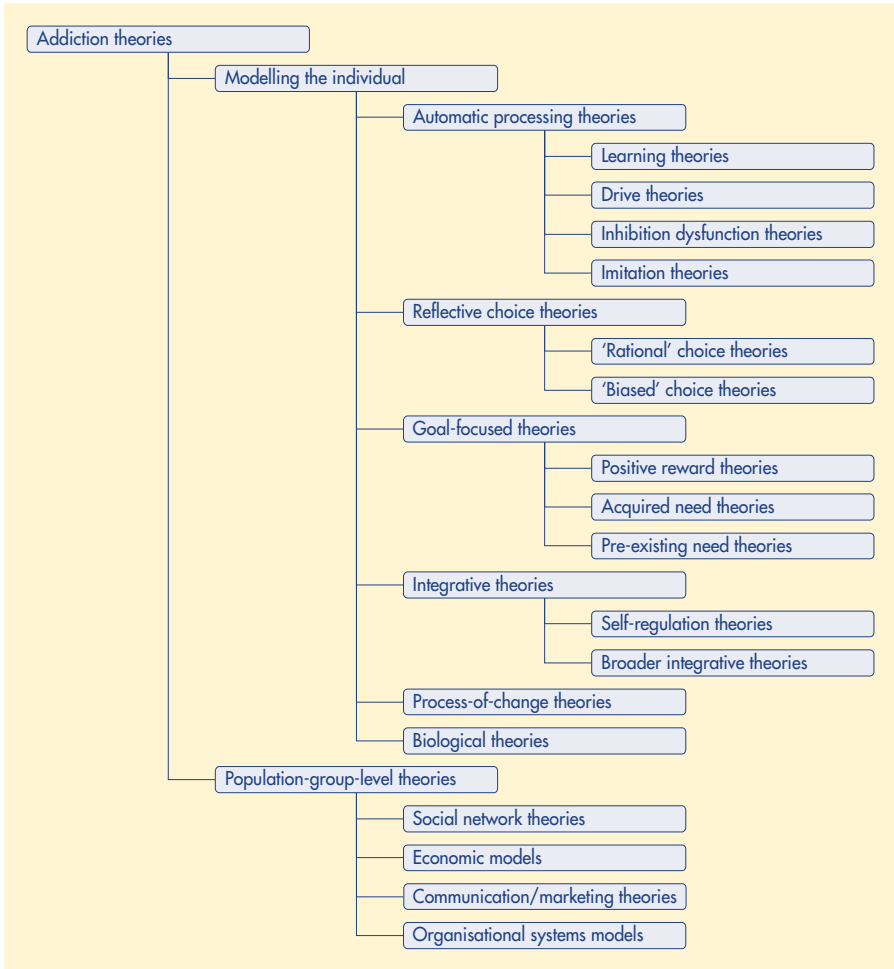 Addiction theories
Modelling the individual
Automatic processing theories
Learning theories
Drive theories
Inhibition dysfunction theories
Imitation theories
Reflective choice theories
‘Rational’ choice theories
‘Biased’ choice theories
Goal-focused theories
Positive reward theories
Acquired need theories
Pre-existing need theories
Integrative theories
Self-regulation theories
Broader integrative theories
Process-of-change theories
Biological theories
Population-group-level theories
Social network theories
Economic models
Communication/marketing theories
Organisational systems models